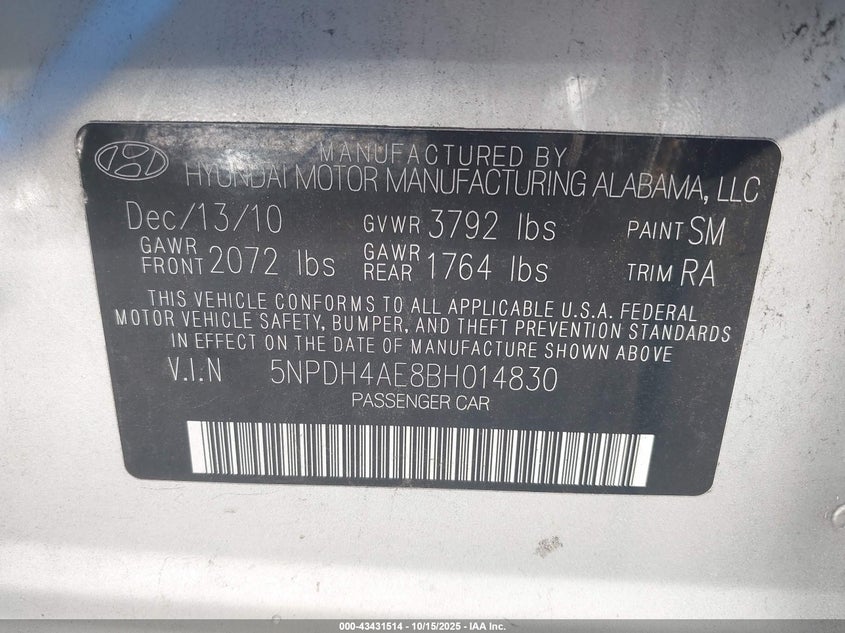 MANUFACTURED BY
HYUNDAI MOTOR MANUFACTURING ALABAMA, LLC
Dec/13/10 GVWR 3792 lbs PAINT SM
GAWR FRONT 2072 lbs GAWR REAR 1764 lbs TRIM RA
THIS VEHICLE CONFORMS TO ALL APPLICABLE U.S.A. FEDERAL
MOTOR VEHICLE SAFETY, BUMPER, AND THEFT PREVENTION STANDARDS
IN EFFECT ON THE DATE OF MANUFACTURE SHOWN ABOVE
V.I.N 5NPDH4AE8BH014830
PASSENGER CAR
000-43431514 - 10/15/2025 - IAA Inc.